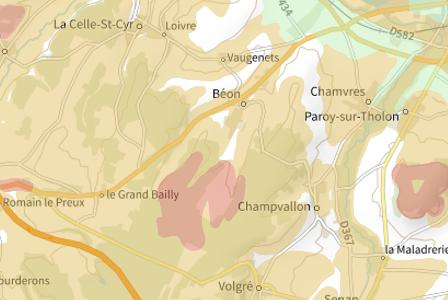 434
D582
La Celle-St-Cyr
Loivre
Vaugenets
Béon
Chamvres
Paroy-sur-Tholon
le Grand Bailly
Romain le Preux
Champvallon
D367
la Maladrerie
ourderons
Volgré
Senan